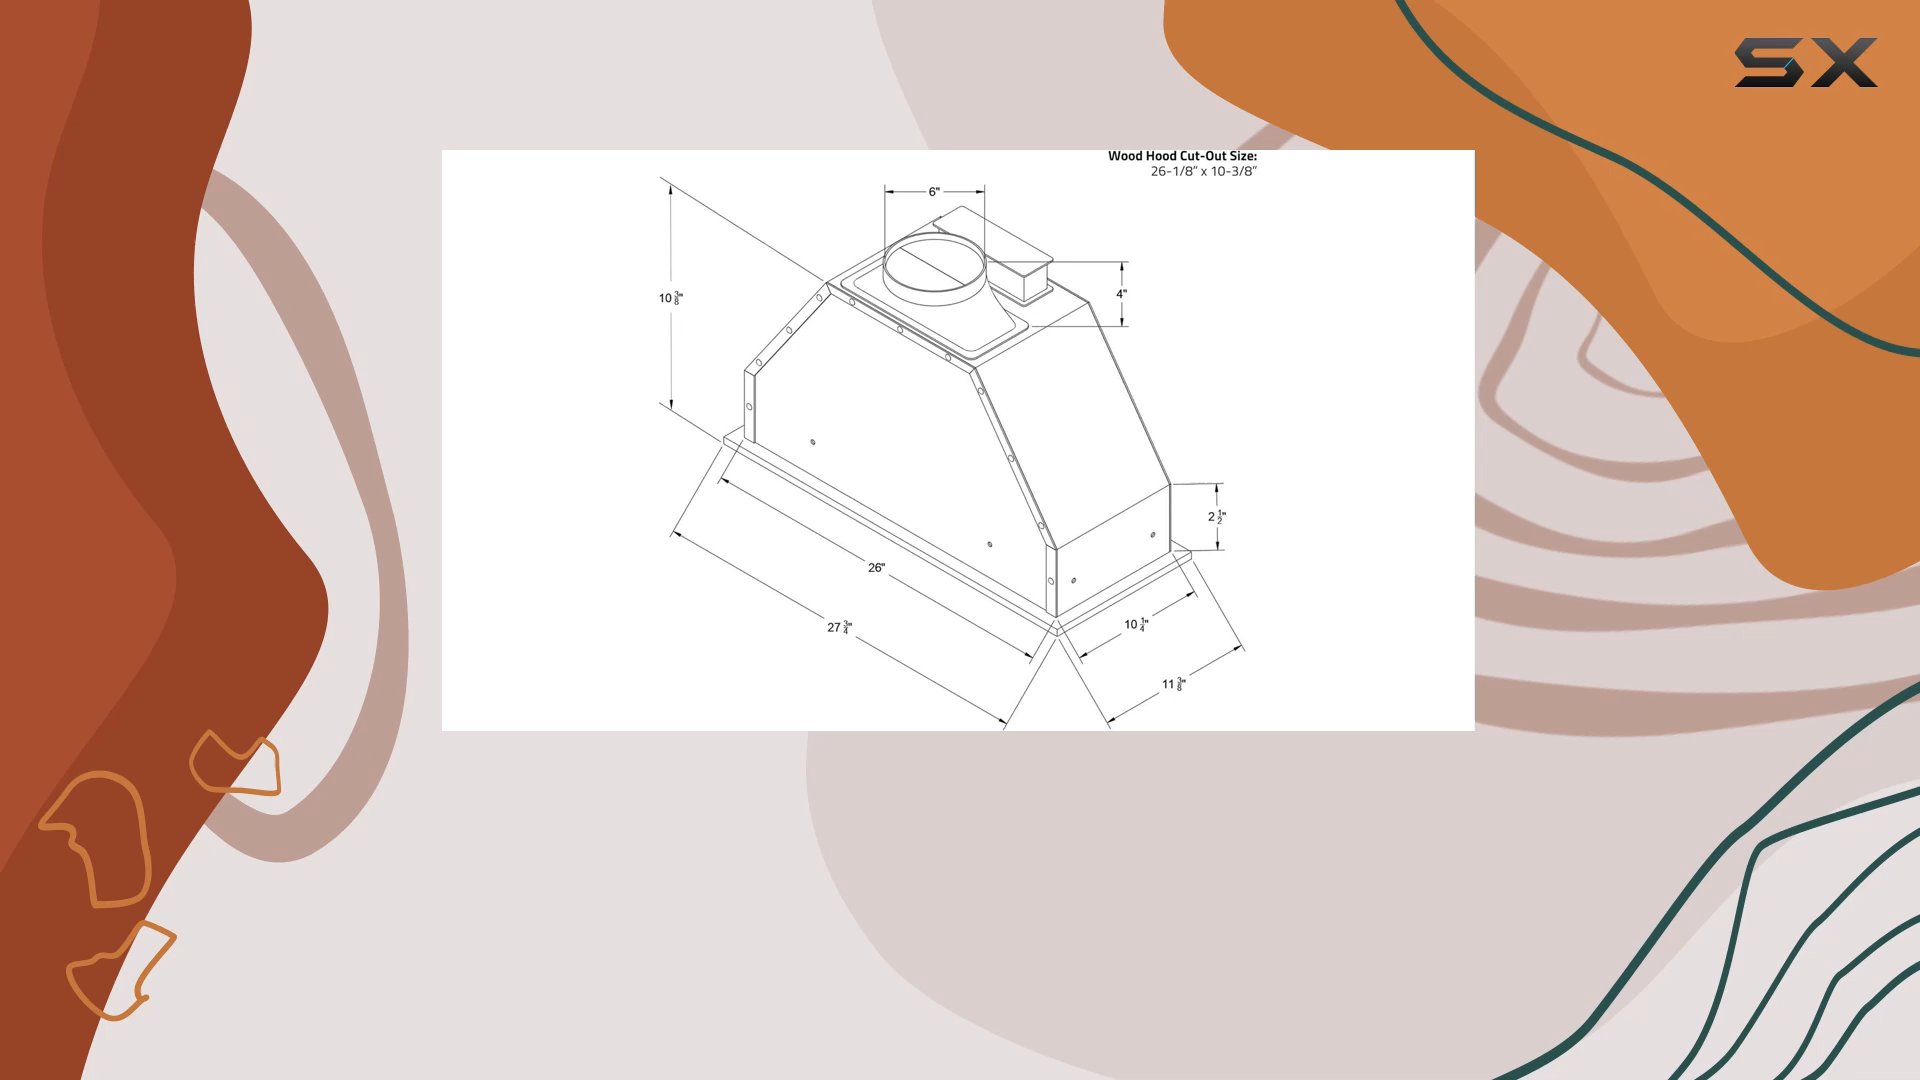 SX
Wood Hood Cut-Out Size:
26-1/8” x 10-3/8”
6"
10 3/8"
4"
2 1/2"
26"
10 1/4"
27 3/4"
11 3/8"